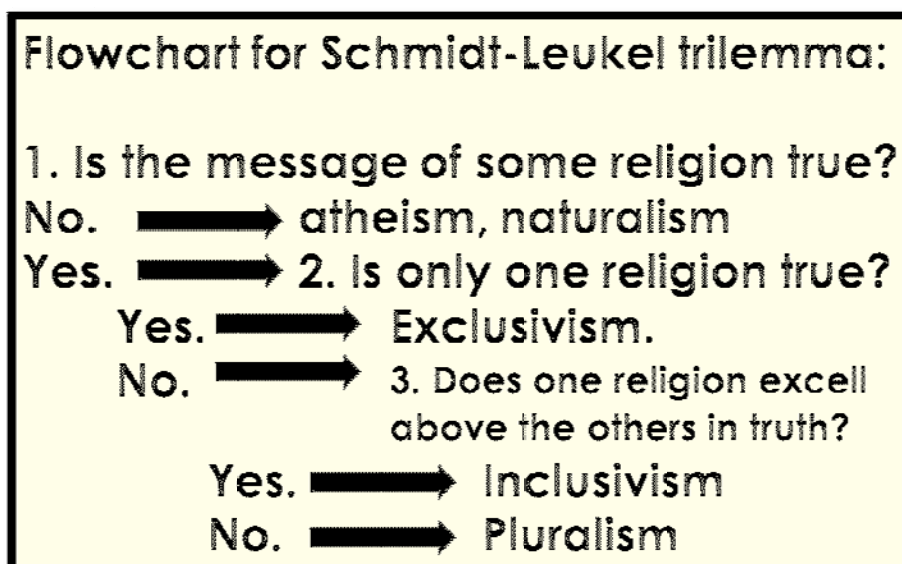 Flowchart for Schmidt-Leukel trilemma:
1. Is the message of some religion true?
No. atheism, naturalism
Yes. 2. Is only one religion true?
Yes. Exclusivism.
No. 3. Does one religion excell
above the others in truth?
Yes. Inclusivism
No. Pluralism